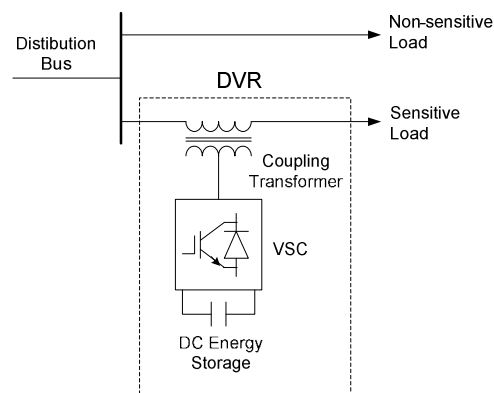 Non-sensitive
Load
Distibution
Bus
DVR
Sensitive
Load
Coupling
Transformer
VSC
DC Energy
Storage